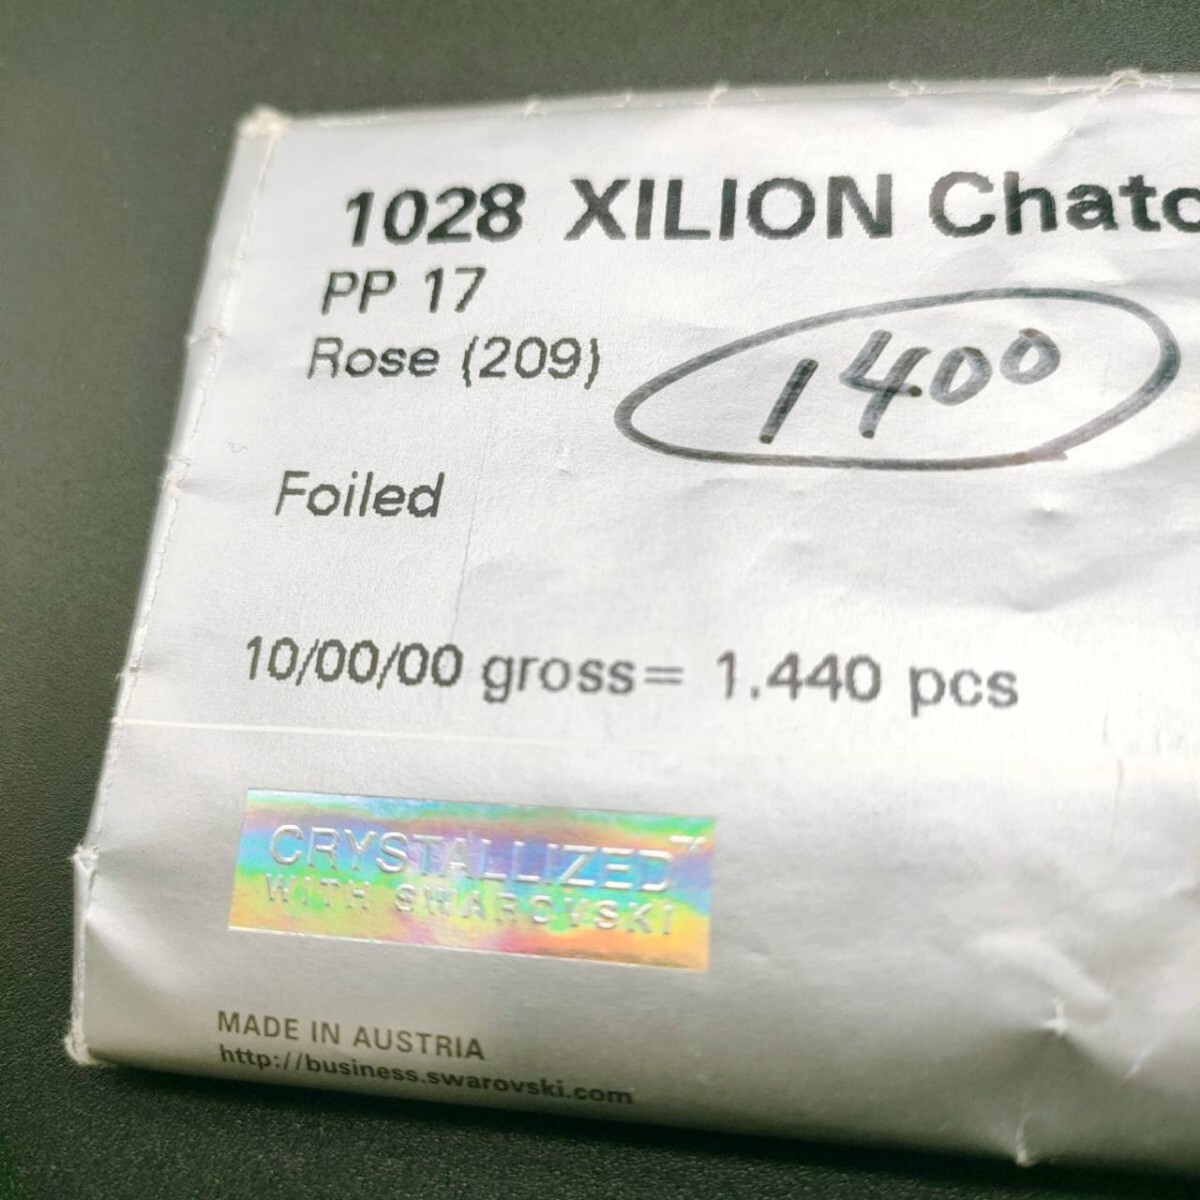 1028 XILION Chato
PP 17
Rose (209)
1400
Foiled
10/00/00 gross= 1.440 pcs
CRYSTALLIZED™
WITH SWAROVSKI
MADE IN AUSTRIA
http://business.swarovski.com